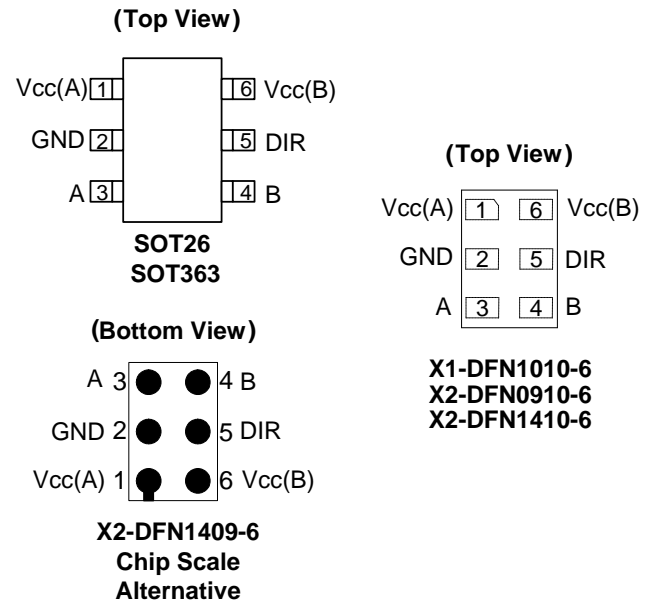 (Top View)
Vcc(A) 1 6 Vcc(B)
GND 2 5 DIR
A 3 4 B
SOT26
SOT363
(Top View)
Vcc(A) 1 6 Vcc(B)
GND 2 5 DIR
A 3 4 B
X1-DFN1010-6
X2-DFN0910-6
X2-DFN1410-6
(Bottom View)
A 3 4 B
GND 2 5 DIR
Vcc(A) 1 6 Vcc(B)
X2-DFN1409-6
Chip Scale
Alternative